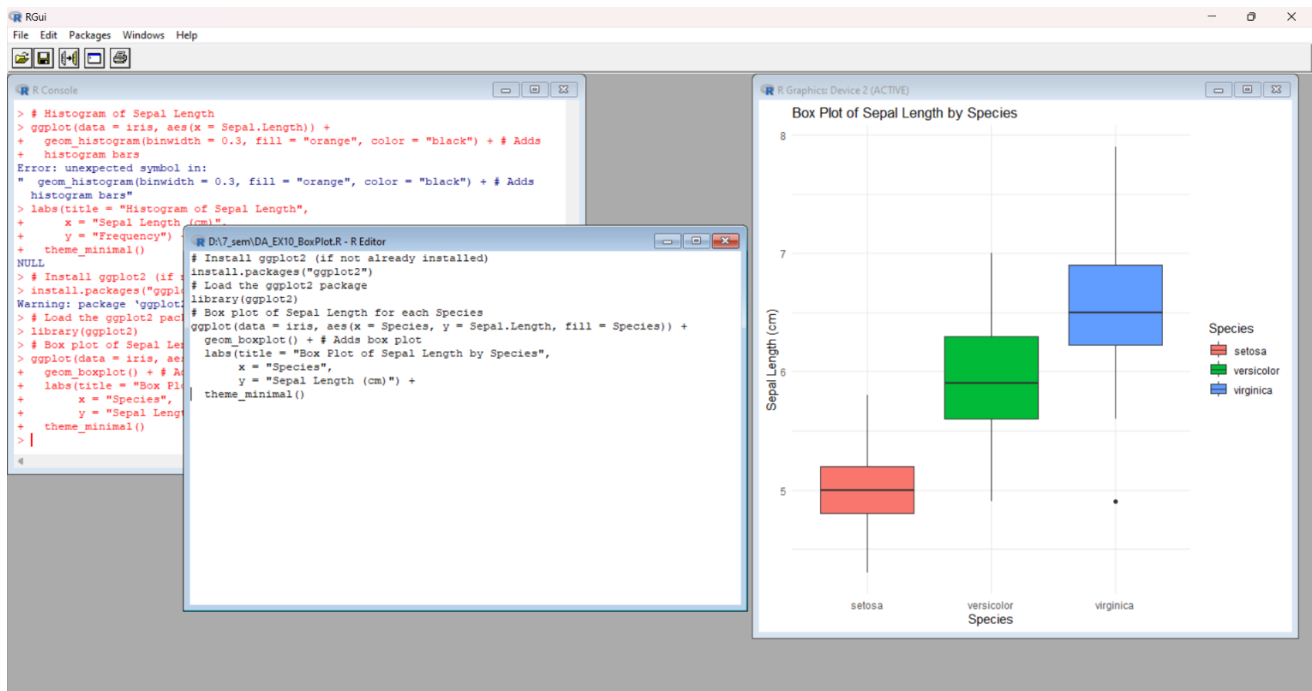 RGui
File Edit Packages Windows Help
R Console
> # Histogram of Sepal Length
> ggplot(data = iris, aes(x = Sepal.Length)) +
+   geom_histogram(binwidth = 0.3, fill = "orange", color = "black") + # Adds
+   histogram bars
Error: unexpected symbol in:
"  geom_histogram(binwidth = 0.3, fill = "orange", color = "black") + # Adds
  histogram bars"
> labs(title = "Histogram of Sepal Length",
+      x = "Sepal Length (cm)",
+      y = "Frequency") +
+   theme_minimal()
NULL
> # Install ggplot2 (if
> install.packages("ggpl
Warning: package 'ggplot2
> # Load the ggplot2 pac
> library(ggplot2)
> # Box plot of Sepal Le
> ggplot(data = iris, aes
+   geom_boxplot() + # A
+   labs(title = "Box Pl
+        x = "Species",
+        y = "Sepal Lengt
+   theme_minimal()
>
D:\7_sem\DA_EX10_BoxPlot.R - R Editor
# Install ggplot2 (if not already installed)
install.packages("ggplot2")
# Load the ggplot2 package
library(ggplot2)
# Box plot of Sepal Length for each Species
ggplot(data = iris, aes(x = Species, y = Sepal.Length, fill = Species)) +
  geom_boxplot() + # Adds box plot
  labs(title = "Box Plot of Sepal Length by Species",
       x = "Species",
       y = "Sepal Length (cm)") +
  theme_minimal()
R Graphics: Device 2 (ACTIVE)
Box Plot of Sepal Length by Species
8
7
6
5
Sepal Length (cm)
setosa versicolor virginica
Species
Species
setosa
versicolor
virginica